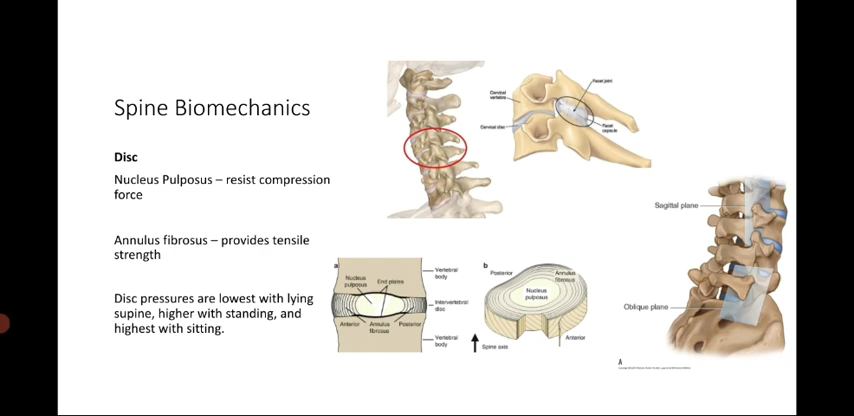 Spine Biomechanics
Disc
Nucleus Pulposus – resist compression
force
Annulus fibrosus – provides tensile
strength
Disc pressures are lowest with lying
supine, higher with standing, and
highest with sitting.
Facet joint
Cervical
vertebra
Cervical disc
Facet
capsule
Sagittal plane
Oblique plane
A
a
Nucleus
pulposus
End plates
Vertebral
body
Intervertebral
disc
Anterior
Annulus
fibrosus
Posterior
Vertebral
body
b
Posterior
Annulus
fibrosus
Nucleus
pulposus
Spine axis
Anterior